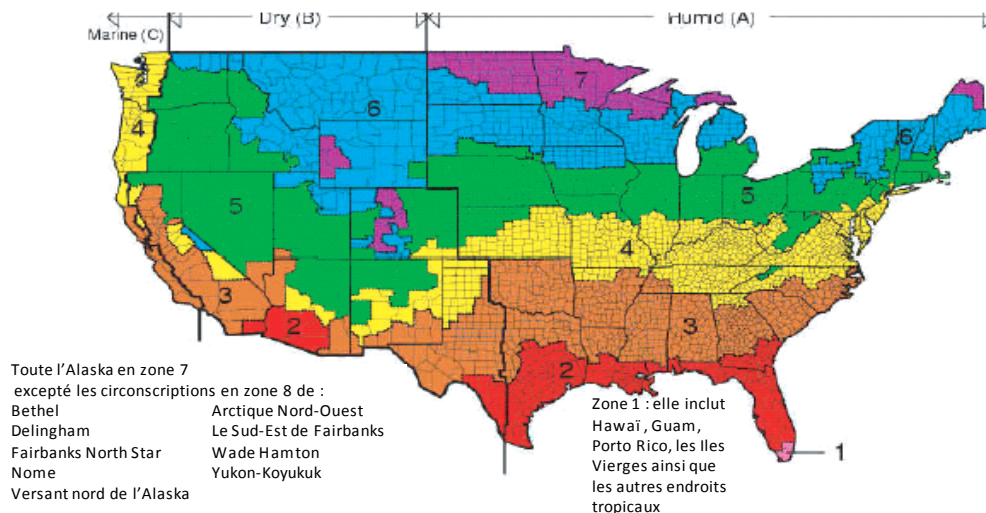 Dry (B)
Humid (A)
Marine (C)
7
6
6
4
5
5
4
3
3
2
2
1
Toute l'Alaska en zone 7
excepté les circonscriptions en zone 8 de :
Bethel Arctique Nord-Ouest
Delingham Le Sud-Est de Fairbanks
Fairbanks North Star Wade Hamton
Nome Yukon-Koyukuk
Versant nord de l'Alaska
Zone 1 : elle inclut
Hawaï , Guam,
Porto Rico, les Iles
Vierges ainsi que
les autres endroits
tropicaux